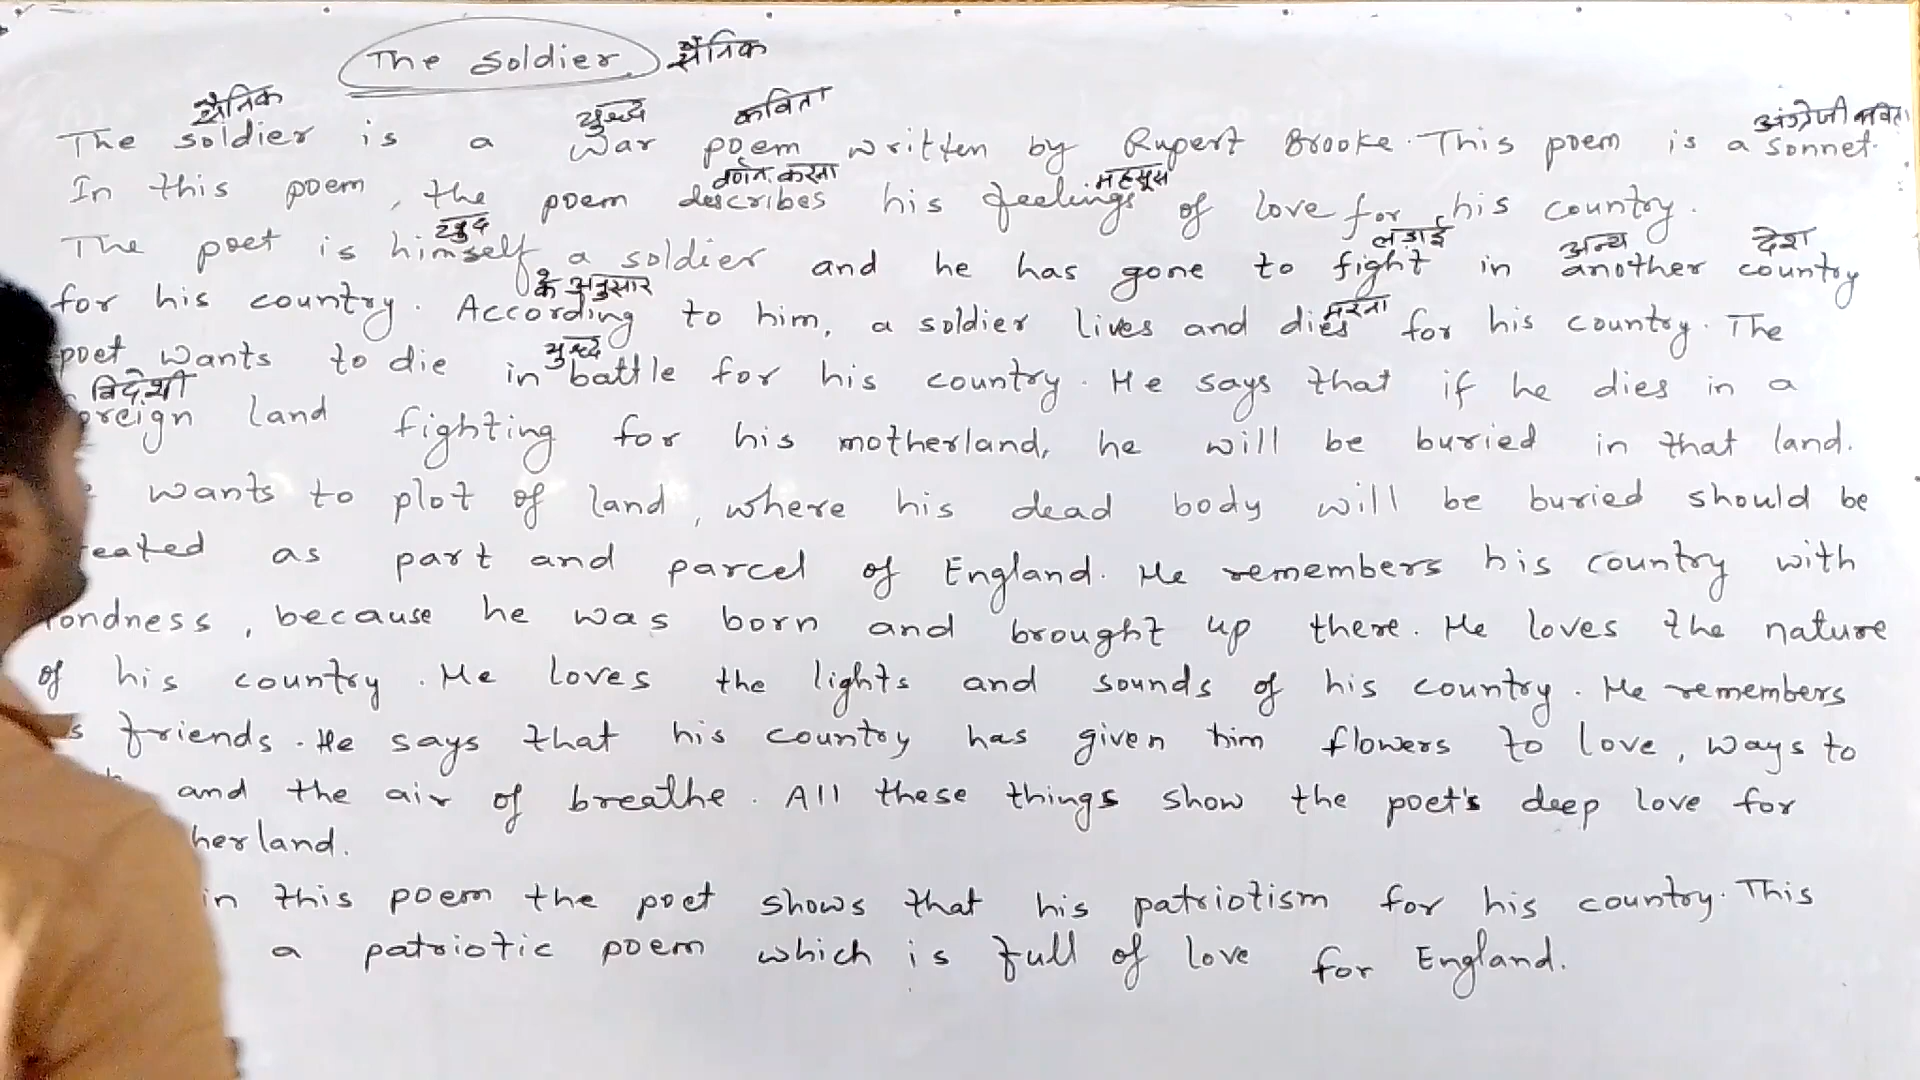 The Soldier सैनिक
सैनिक युध्द कविता अंग्रेजी कविता
The soldier is a war poem written by Rupert Brooke. This poem is a sonnet.
वर्णन करना महसूस
In this poem, the poem describes his feelings of love for his country.
खुद लड़ाई अन्य देश
The poet is himself a soldier and he has gone to fight in another country
के अनुसार मरना
for his country. According to him, a soldier lives and dies for his country. The
युध्द
poet wants to die in battle for his country. He says that if he dies in a
विदेशी
oreign land fighting for his motherland, he will be buried in that land.
wants to plot of land, where his dead body will be buried should be
reated as part and parcel of England. He remembers his country with
ondness, because he was born and brought up there. He loves the nature
of his country. He loves the lights and sounds of his country. He remembers
s friends. He says that his country has given him flowers to love, ways to
and the air of breathe. All these things show the poet's deep love for
herland.
in this poem the poet shows that his patriotism for his country. This
a patriotic poem which is full of love for England.